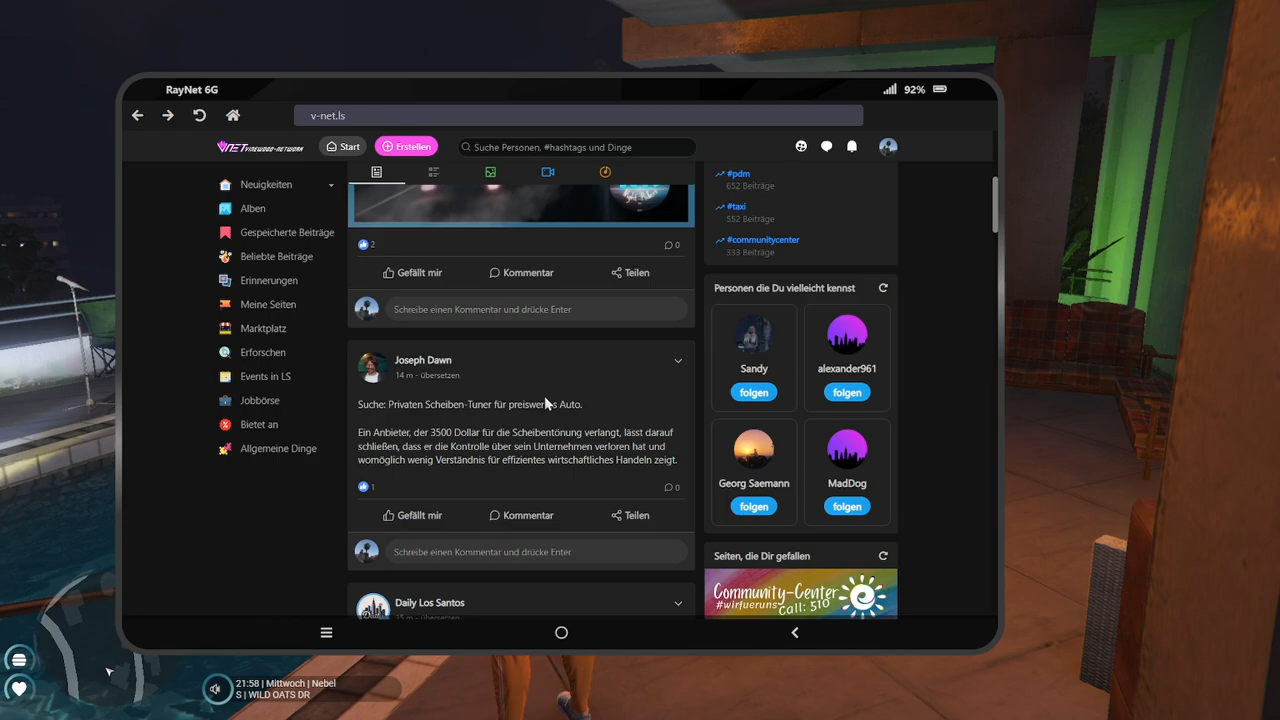 RayNet 6G
92%
v-net.ls
VNET VINEWOOD-NETWORK
Start
Erstellen
Suche Personen, #hashtags und Dinge
Neuigkeiten
Alben
Gespeicherte Beiträge
Beliebte Beiträge
Erinnerungen
Meine Seiten
Marktplatz
Erforschen
Events in LS
Jobbörse
Bietet an
Allgemeine Dinge
2
0
Gefällt mir
Kommentar
Teilen
Schreibe einen Kommentar und drücke Enter
Joseph Dawn
14 m - übersetzen
Suche: Privaten Scheiben-Tuner für preiswertes Auto.
Ein Anbieter, der 3500 Dollar für die Scheibentönung verlangt, lässt darauf
schließen, dass er die Kontrolle über sein Unternehmen verloren hat und
womöglich wenig Verständnis für effizientes wirtschaftliches Handeln zeigt.
1
0
Gefällt mir
Kommentar
Teilen
Schreibe einen Kommentar und drücke Enter
Daily Los Santos
15 m - übersetzen
#pdm
652 Beiträge
#taxi
552 Beiträge
#communitycenter
333 Beiträge
Personen die Du vielleicht kennst
Sandy
folgen
alexander961
folgen
Georg Saemann
folgen
MadDog
folgen
Seiten, die Dir gefallen
Community-Center
#wirfuereuns
Call: 510
21:58 | Mittwoch | Nebel
S | WILD OATS DR